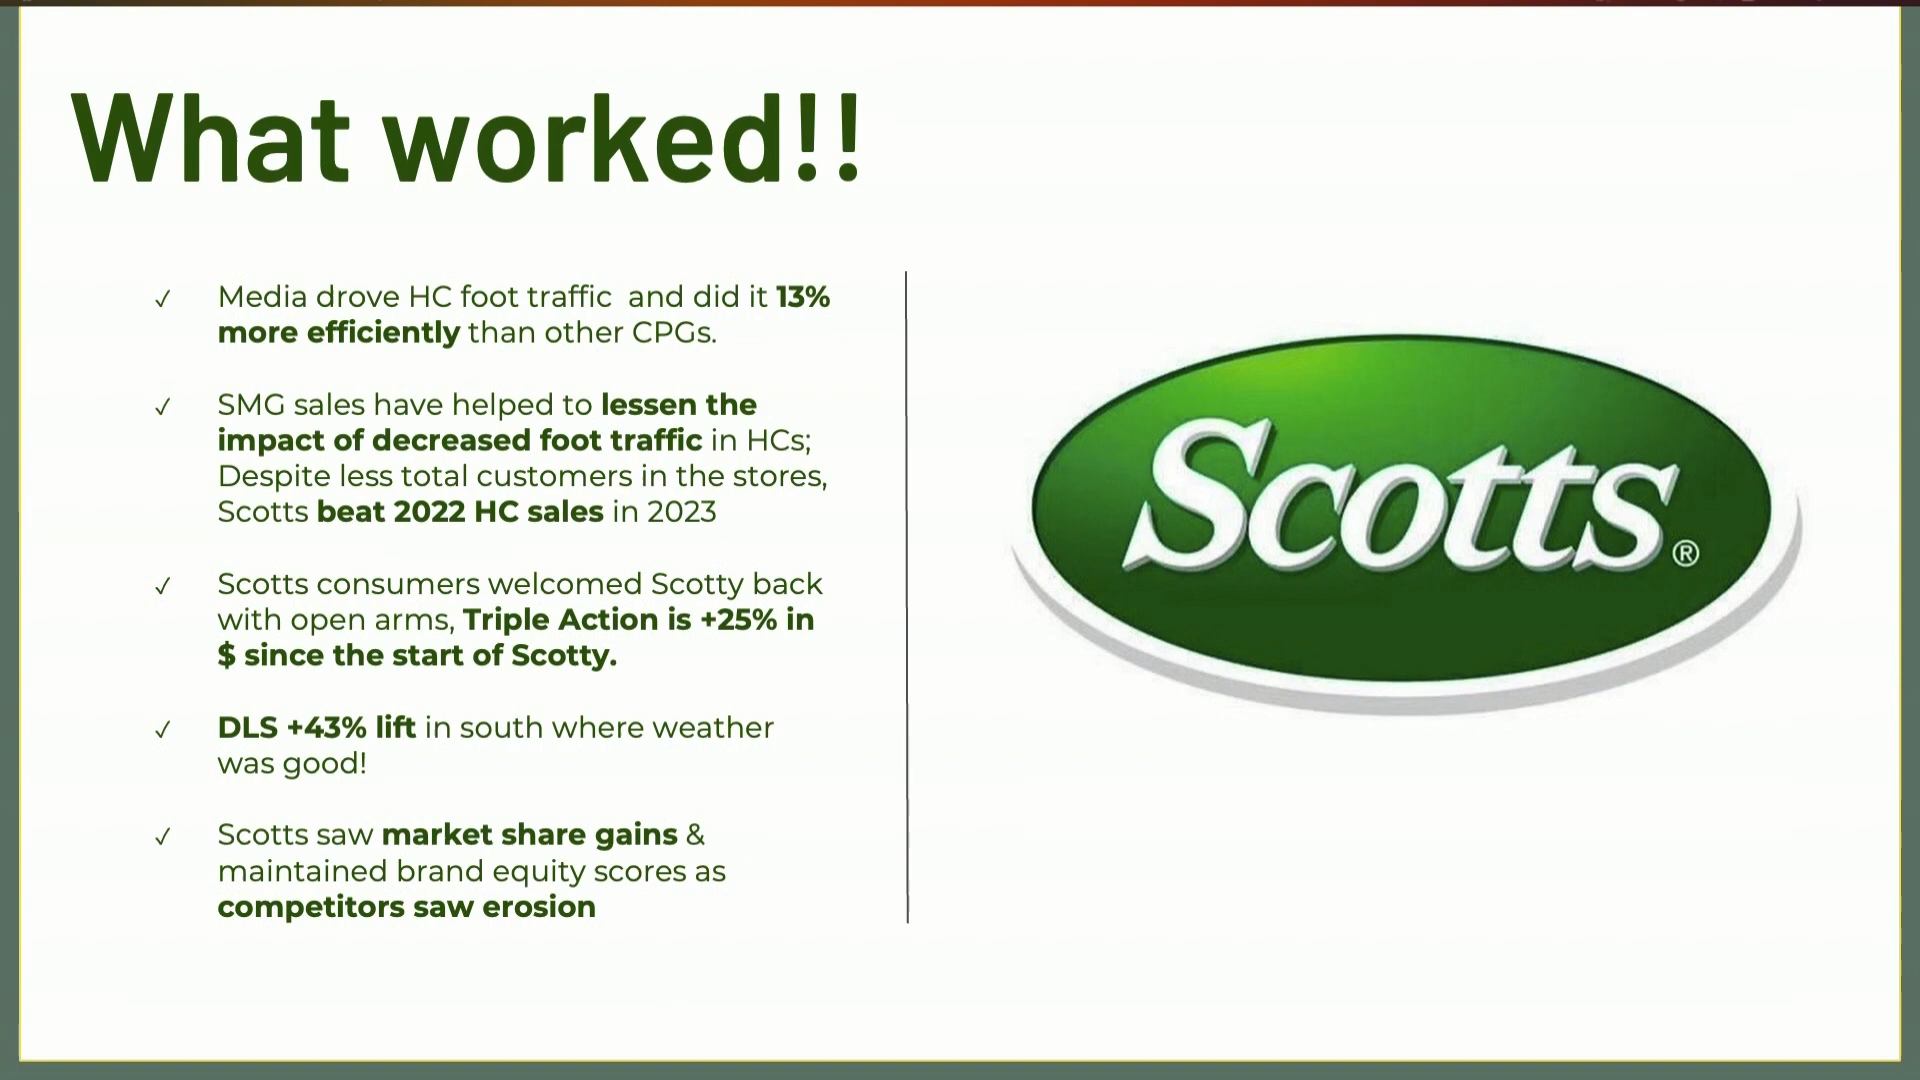 What worked!!
✓ Media drove HC foot traffic and did it 13%
more efficiently than other CPGs.
✓ SMG sales have helped to lessen the
impact of decreased foot traffic in HCs;
Despite less total customers in the stores,
Scotts beat 2022 HC sales in 2023
✓ Scotts consumers welcomed Scotty back
with open arms, Triple Action is +25% in
$ since the start of Scotty.
✓ DLS +43% lift in south where weather
was good!
✓ Scotts saw market share gains &
maintained brand equity scores as
competitors saw erosion
Scotts®